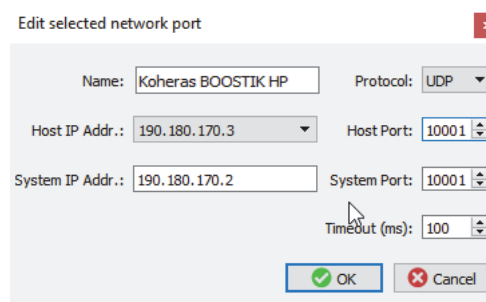 Edit selected network port
Name: Koheras BOOSTIK HP Protocol: UDP
Host IP Addr.: 190.180.170.3 Host Port: 10001
System IP Addr.: 190.180.170.2 System Port: 10001
Timeout (ms): 100
OK Cancel